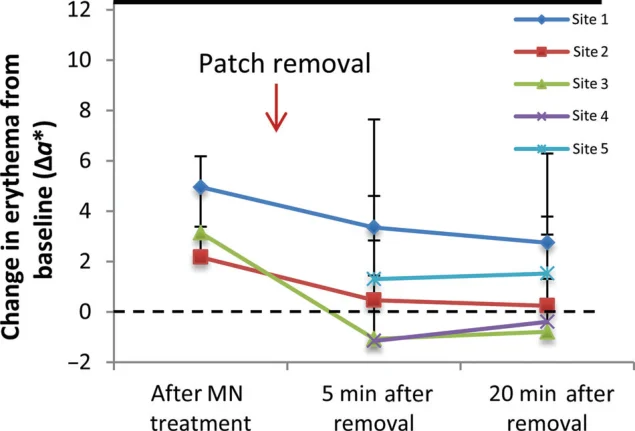 12
10
8
6
4
2
0
−2
Change in erythema from
baseline (Δa*)
Patch removal
Site 1
Site 2
Site 3
Site 4
Site 5
After MN
treatment
5 min after
removal
20 min after
removal